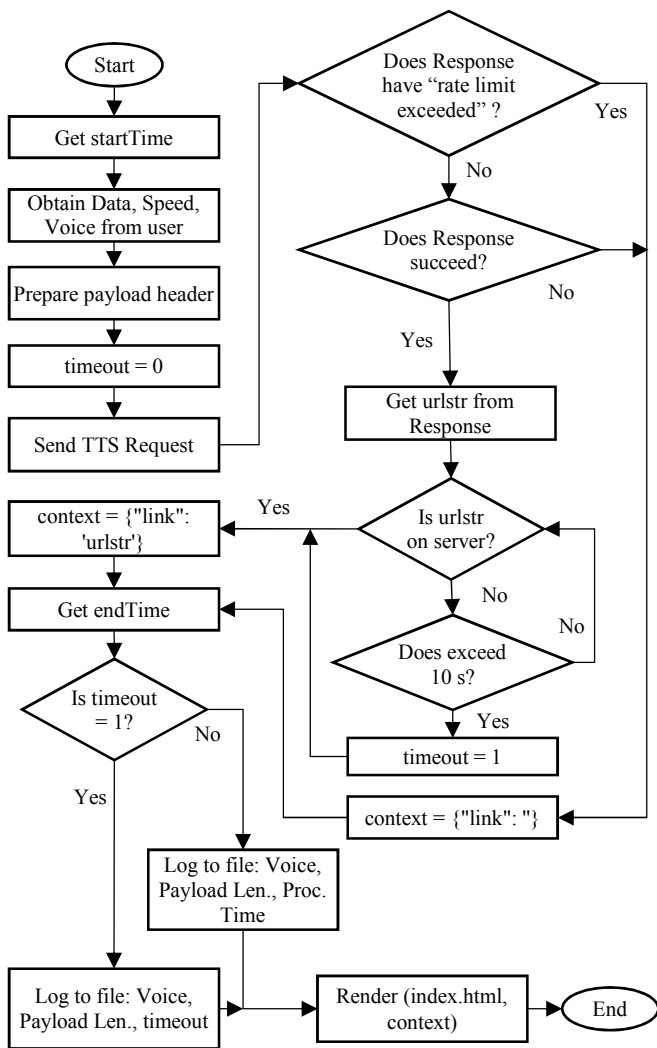 Start
Get startTime
Obtain Data, Speed,
Voice from user
Prepare payload header
timeout = 0
Send TTS Request
Does Response
have “rate limit
exceeded” ?
Yes
No
Does Response
succeed?
No
Yes
Get urlstr from
Response
Is urlstr
on server?
Yes
No
Does exceed
10 s?
No
Yes
timeout = 1
context = {"link": ''}
context = {"link":
'urlstr'}
Get endTime
Is timeout
= 1?
No
Yes
Log to file: Voice,
Payload Len., Proc.
Time
Log to file: Voice,
Payload Len., timeout
Render (index.html,
context)
End